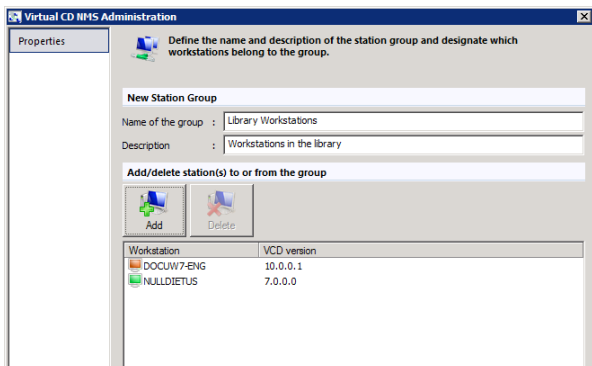 Virtual CD NMS Administration
Properties
Define the name and description of the station group and designate which
workstations belong to the group.
New Station Group
Name of the group : Library Workstations
Description : Workstations in the library
Add/delete station(s) to or from the group
Add Delete
Workstation VCD version
DOCUW7-ENG 10.0.0.1
NULLDIETUS 7.0.0.0